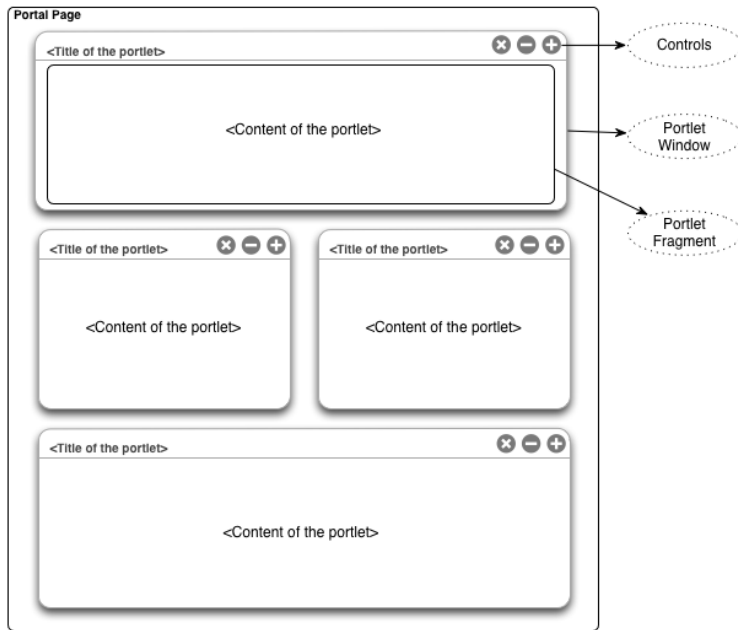 Portal Page
<Title of the portlet>
Controls
<Content of the portlet>
Portlet
Window
Portlet
Fragment
<Title of the portlet>
<Title of the portlet>
<Content of the portlet>
<Content of the portlet>
<Title of the portlet>
<Content of the portlet>